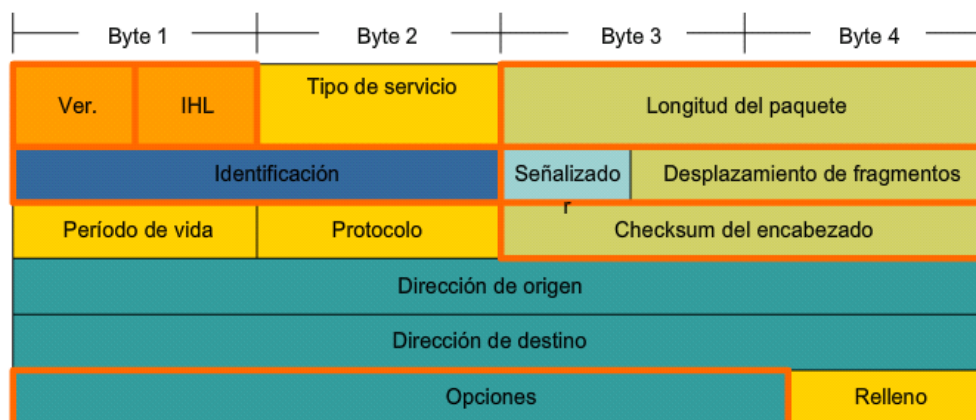 Byte 1 Byte 2 Byte 3 Byte 4
Ver. IHL Tipo de servicio Longitud del paquete
Identificación Señalizado Desplazamiento de fragmentos
r
Período de vida Protocolo Checksum del encabezado
Dirección de origen
Dirección de destino
Opciones Relleno